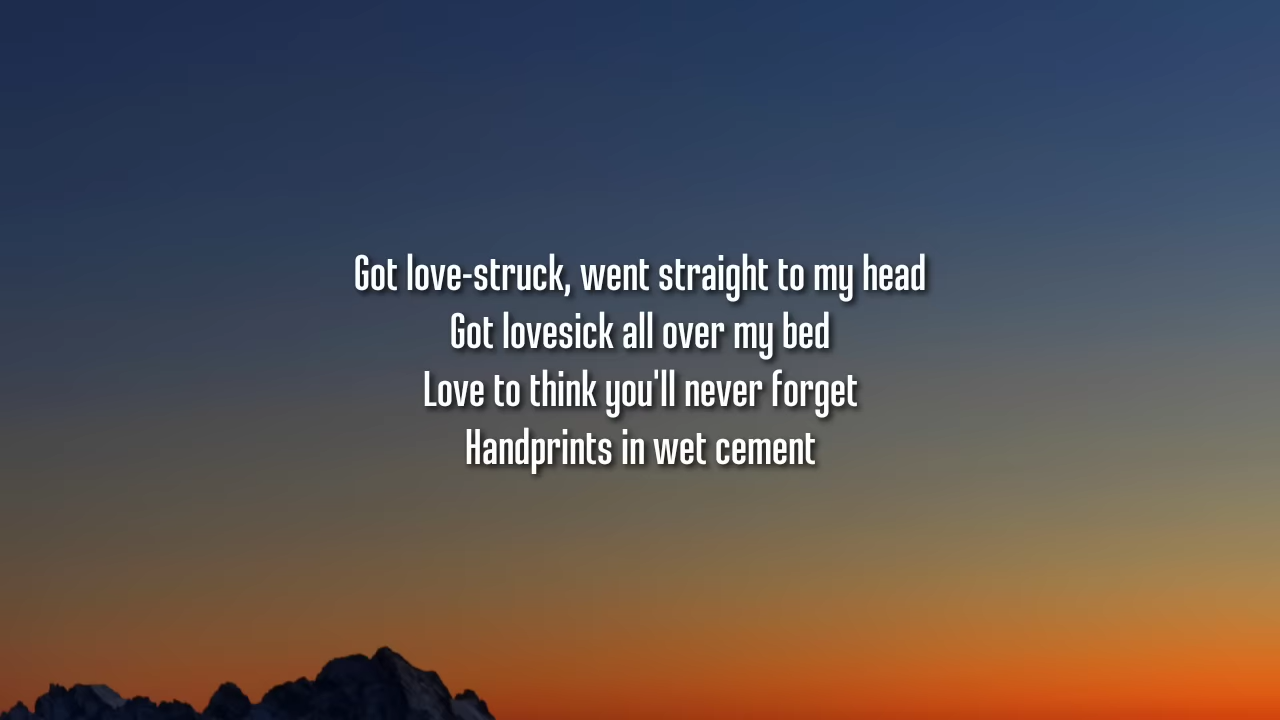 Got love-struck, went straight to my head
Got lovesick all over my bed
Love to think you'll never forget
Handprints in wet cement